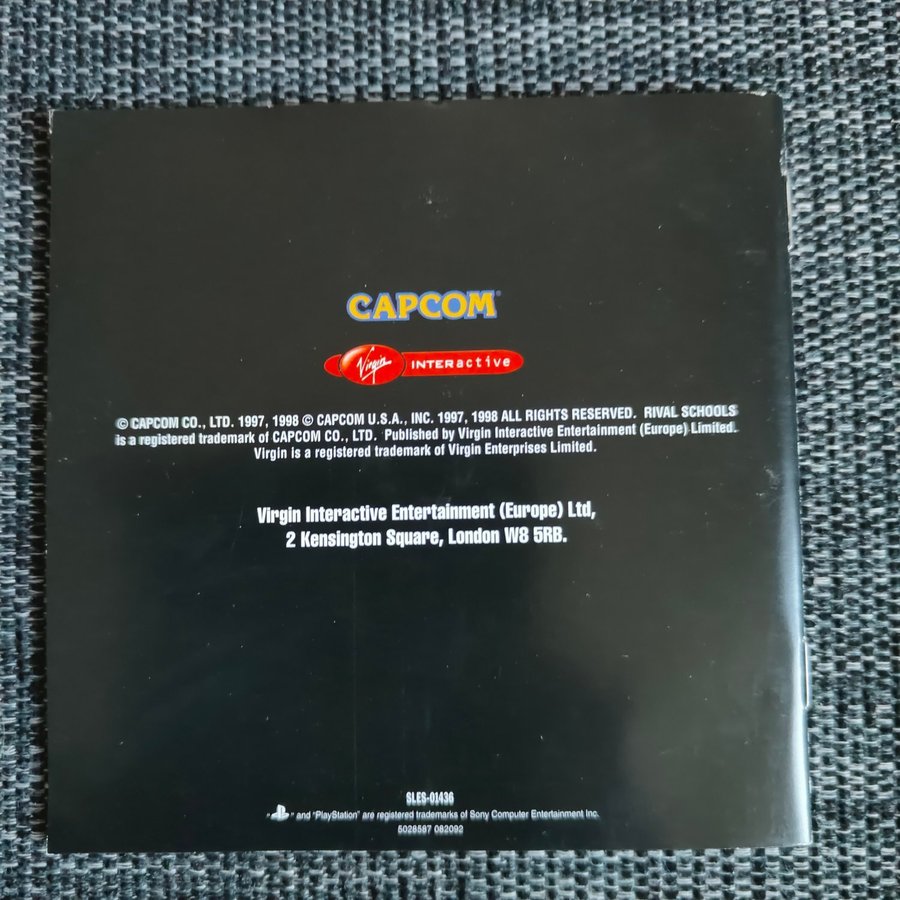 CAPCOM®
Virgin INTERactive
© CAPCOM CO., LTD. 1997, 1998 © CAPCOM U.S.A., INC. 1997, 1998 ALL RIGHTS RESERVED. RIVAL SCHOOLS
is a registered trademark of CAPCOM CO., LTD. Published by Virgin Interactive Entertainment (Europe) Limited.
Virgin is a registered trademark of Virgin Enterprises Limited.
Virgin Interactive Entertainment (Europe) Ltd,
2 Kensington Square, London W8 5RB.
SLES-01436
" " and "PlayStation" are registered trademarks of Sony Computer Entertainment Inc.
5028587 082092